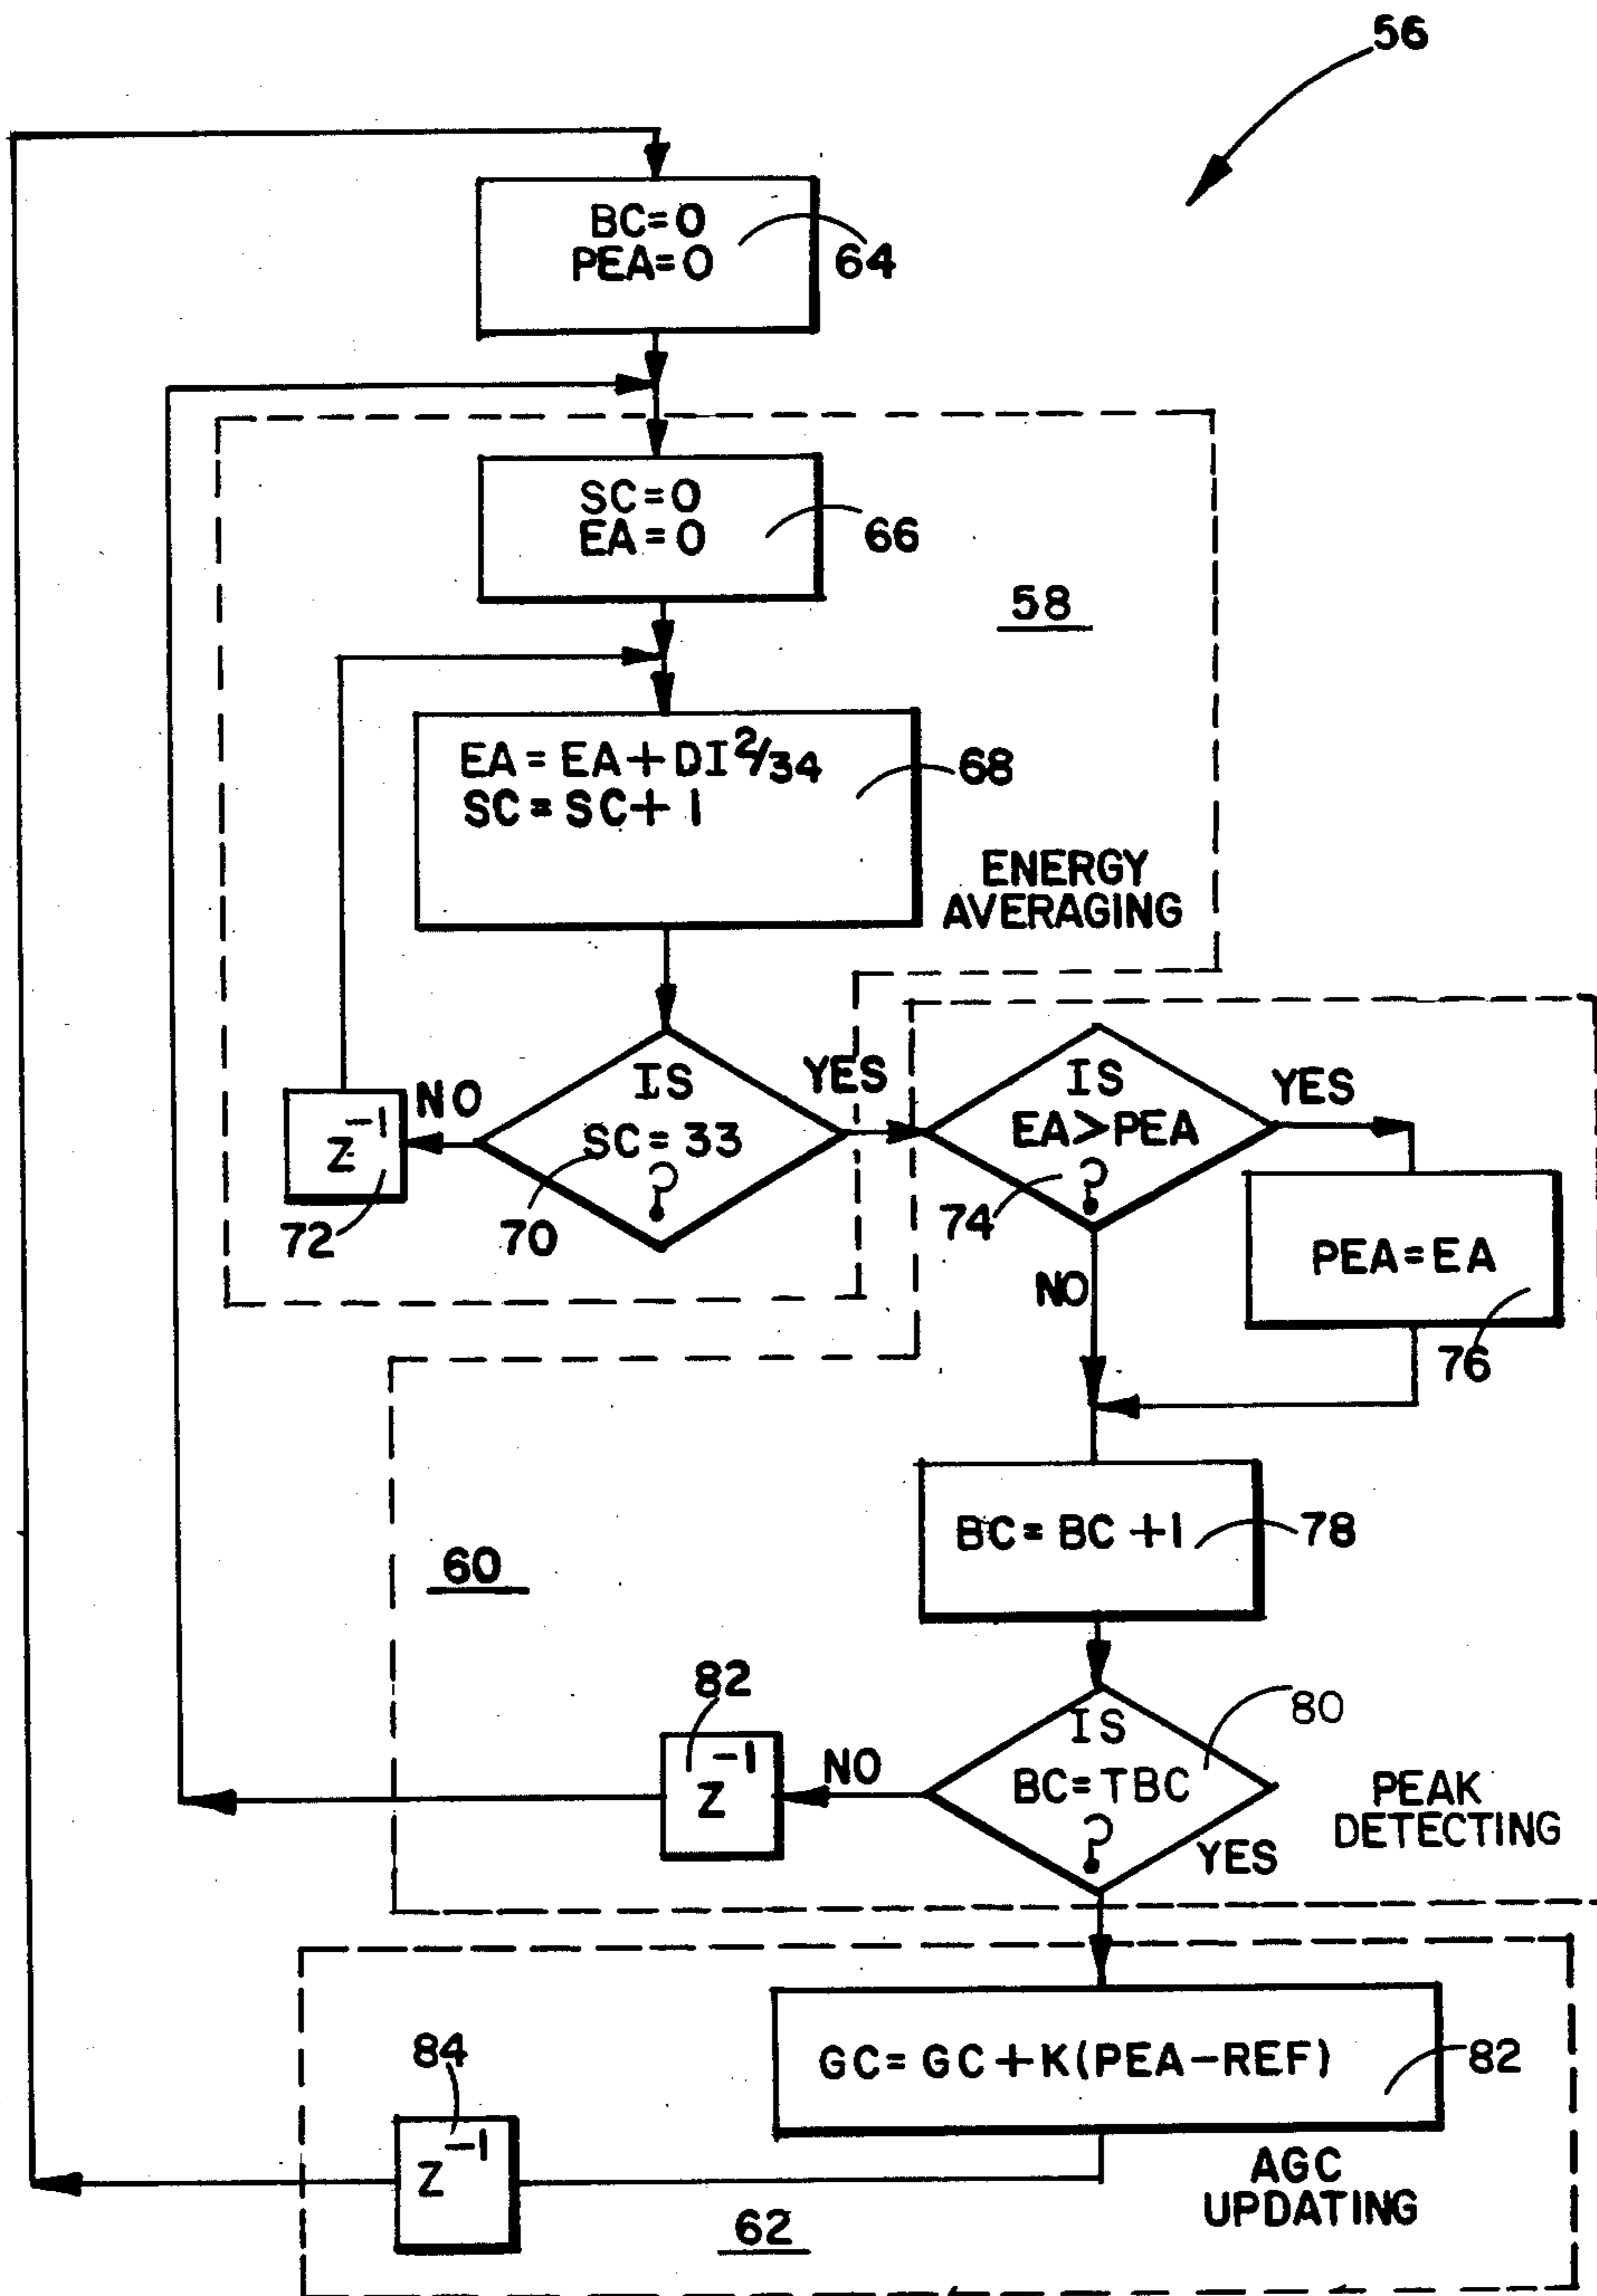 56
BC=0
PEA=0
64
SC=0
EA=0
66
58
EA=EA+DI²/34
SC=SC+1
68
ENERGY
AVERAGING
IS
SC=33
?
70
NO
YES
Z⁻¹
72
IS
EA>PEA
?
74
YES
NO
PEA=EA
76
BC=BC+1
78
60
82
Z⁻¹
NO
IS
BC=TBC
?
80
YES
PEAK
DETECTING
GC=GC+K(PEA-REF)
82
84
Z⁻¹
AGC
UPDATING
62